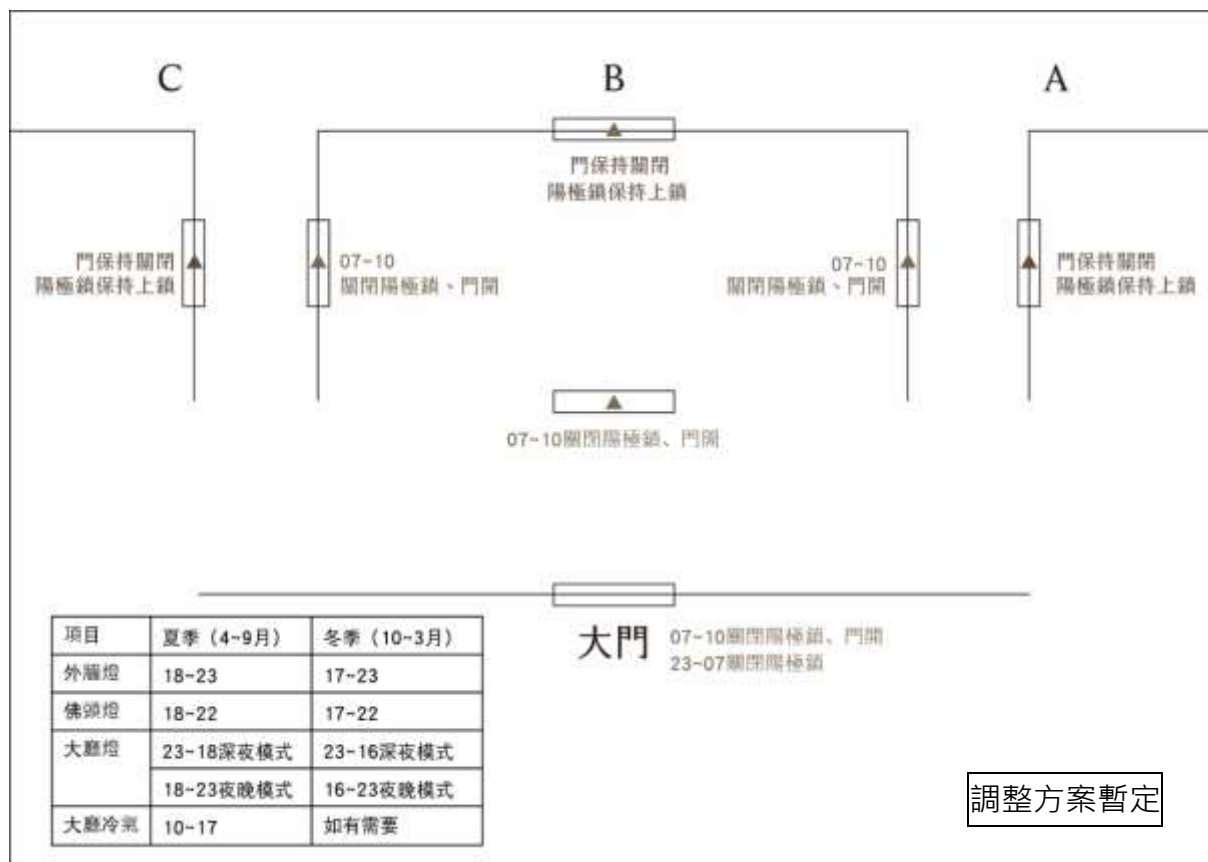 C
B
A
門保持關閉
陽極鎖保持上鎖
門保持關閉
陽極鎖保持上鎖
07~10
關閉陽極鎖、門開
07~10
關閉陽極鎖、門開
門保持關閉
陽極鎖保持上鎖
07~10關閉陽極鎖、門開
大門
07~10關閉陽極鎖、門開
23~07關閉陽極鎖
項目 夏季（4~9月） 冬季（10~3月）
外牆燈 18~23 17~23
佛頭燈 18~22 17~22
大廳燈 23~18深夜模式 23~16深夜模式
18~23夜晚模式 16~23夜晚模式
大廳冷氣 10~17 如有需要
調整方案暫定